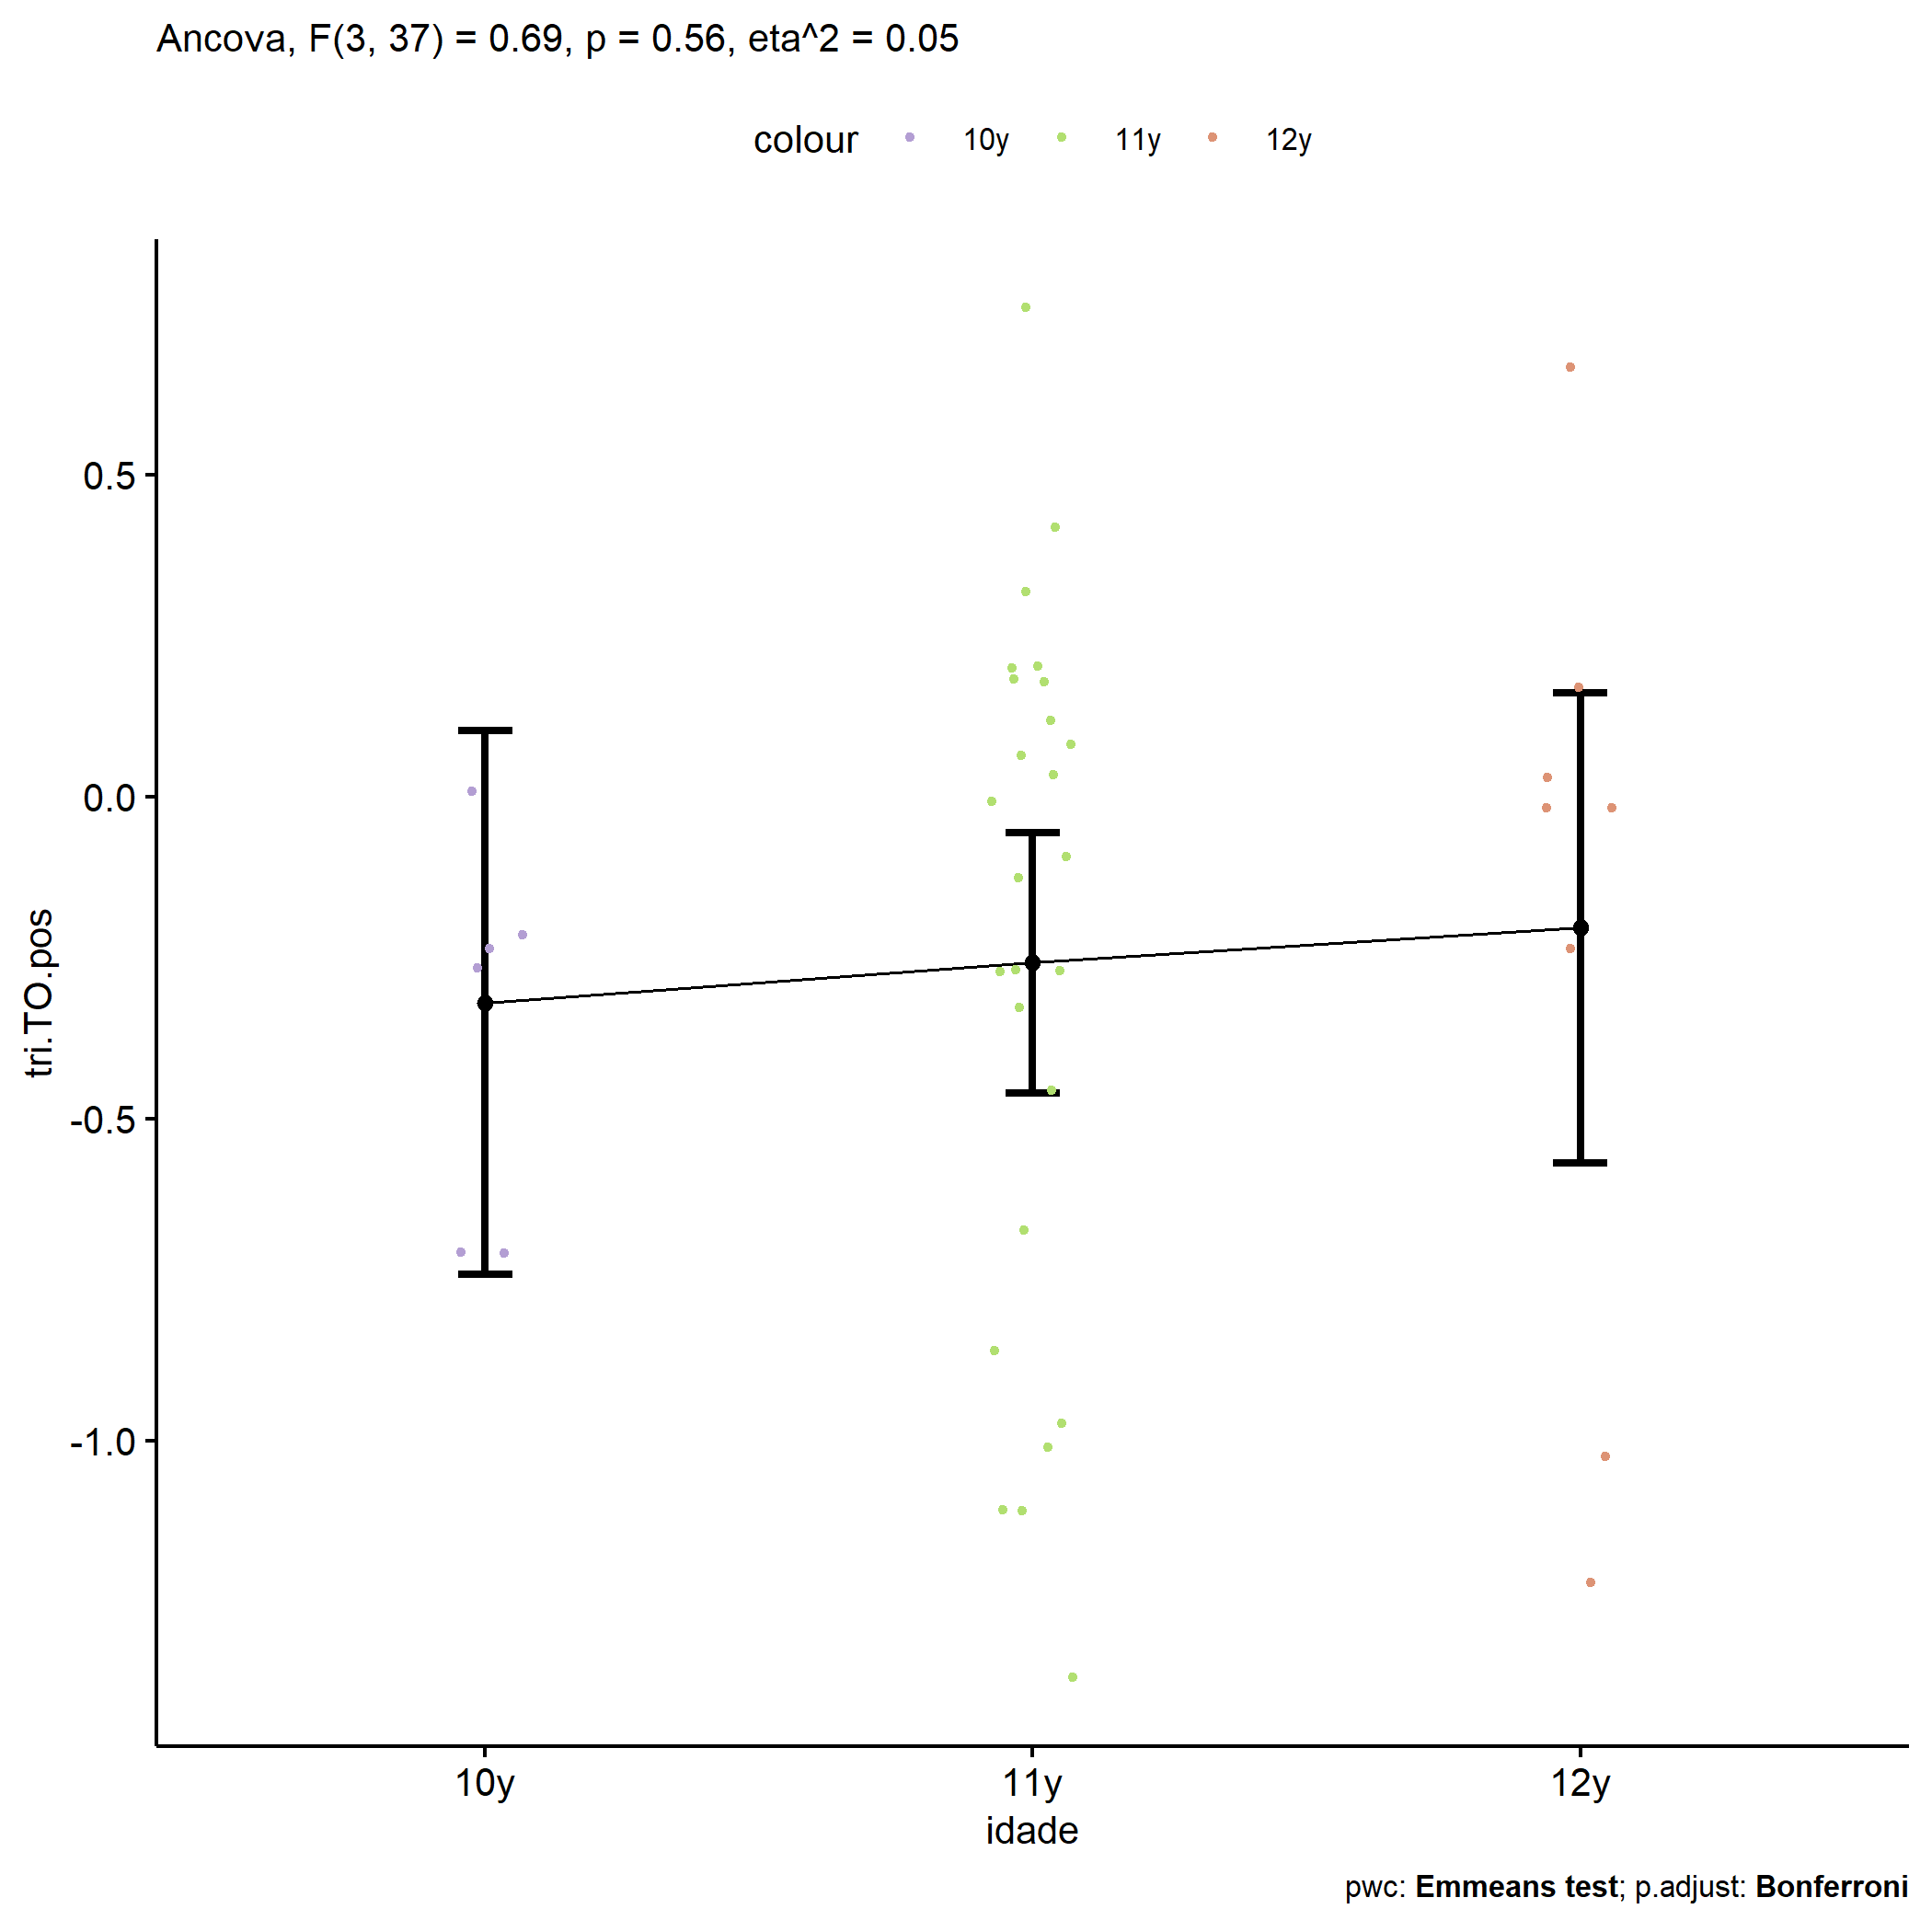 Ancova, F(3, 37) = 0.69, p = 0.56, eta^2 = 0.05
colour 10y 11y 12y
0.5
0.0
-0.5
-1.0
tri.TO.pos
10y 11y 12y
idade
pwc: Emmeans test; p.adjust: Bonferroni